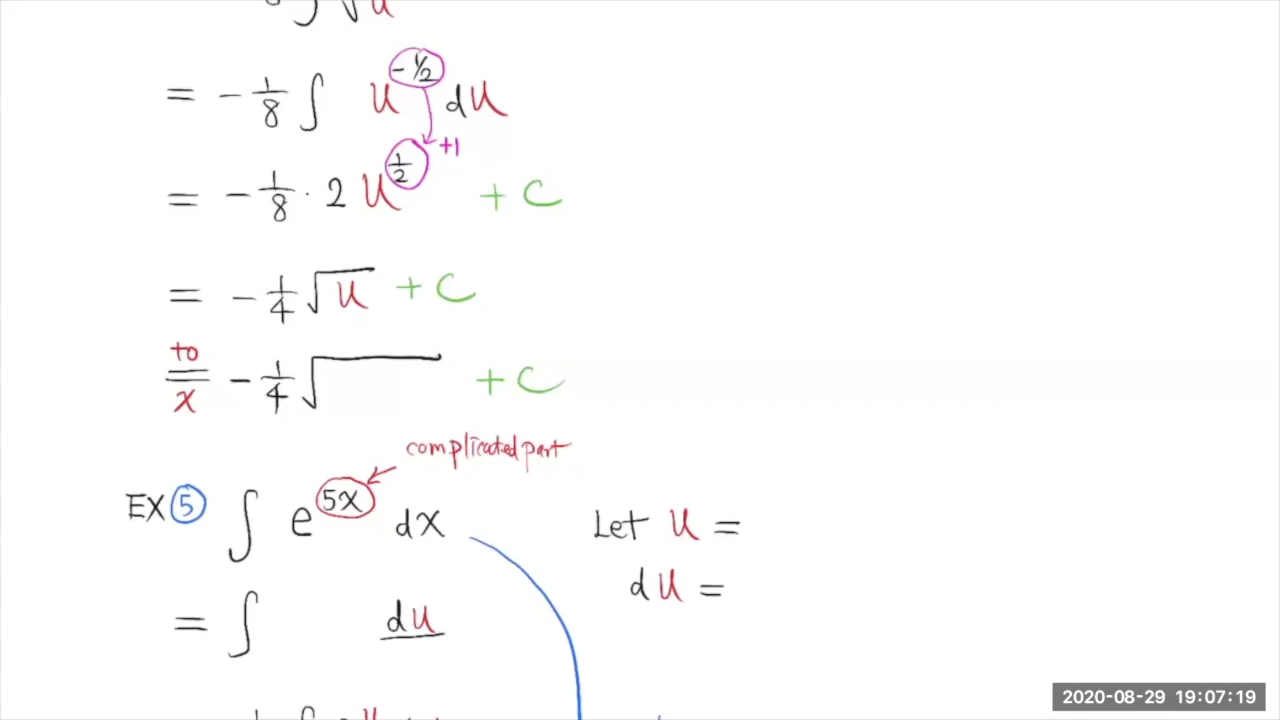 = -1/8 ∫ u^(-1/2) du
+1
= -1/8 · 2 u^(1/2) + C
= -1/4 √u + C
to
= -1/4 √ + C
x
complicated part
EX 5 ∫ e^(5x) dx Let u =
du =
= ∫ du
2020-08-29 19:07:19